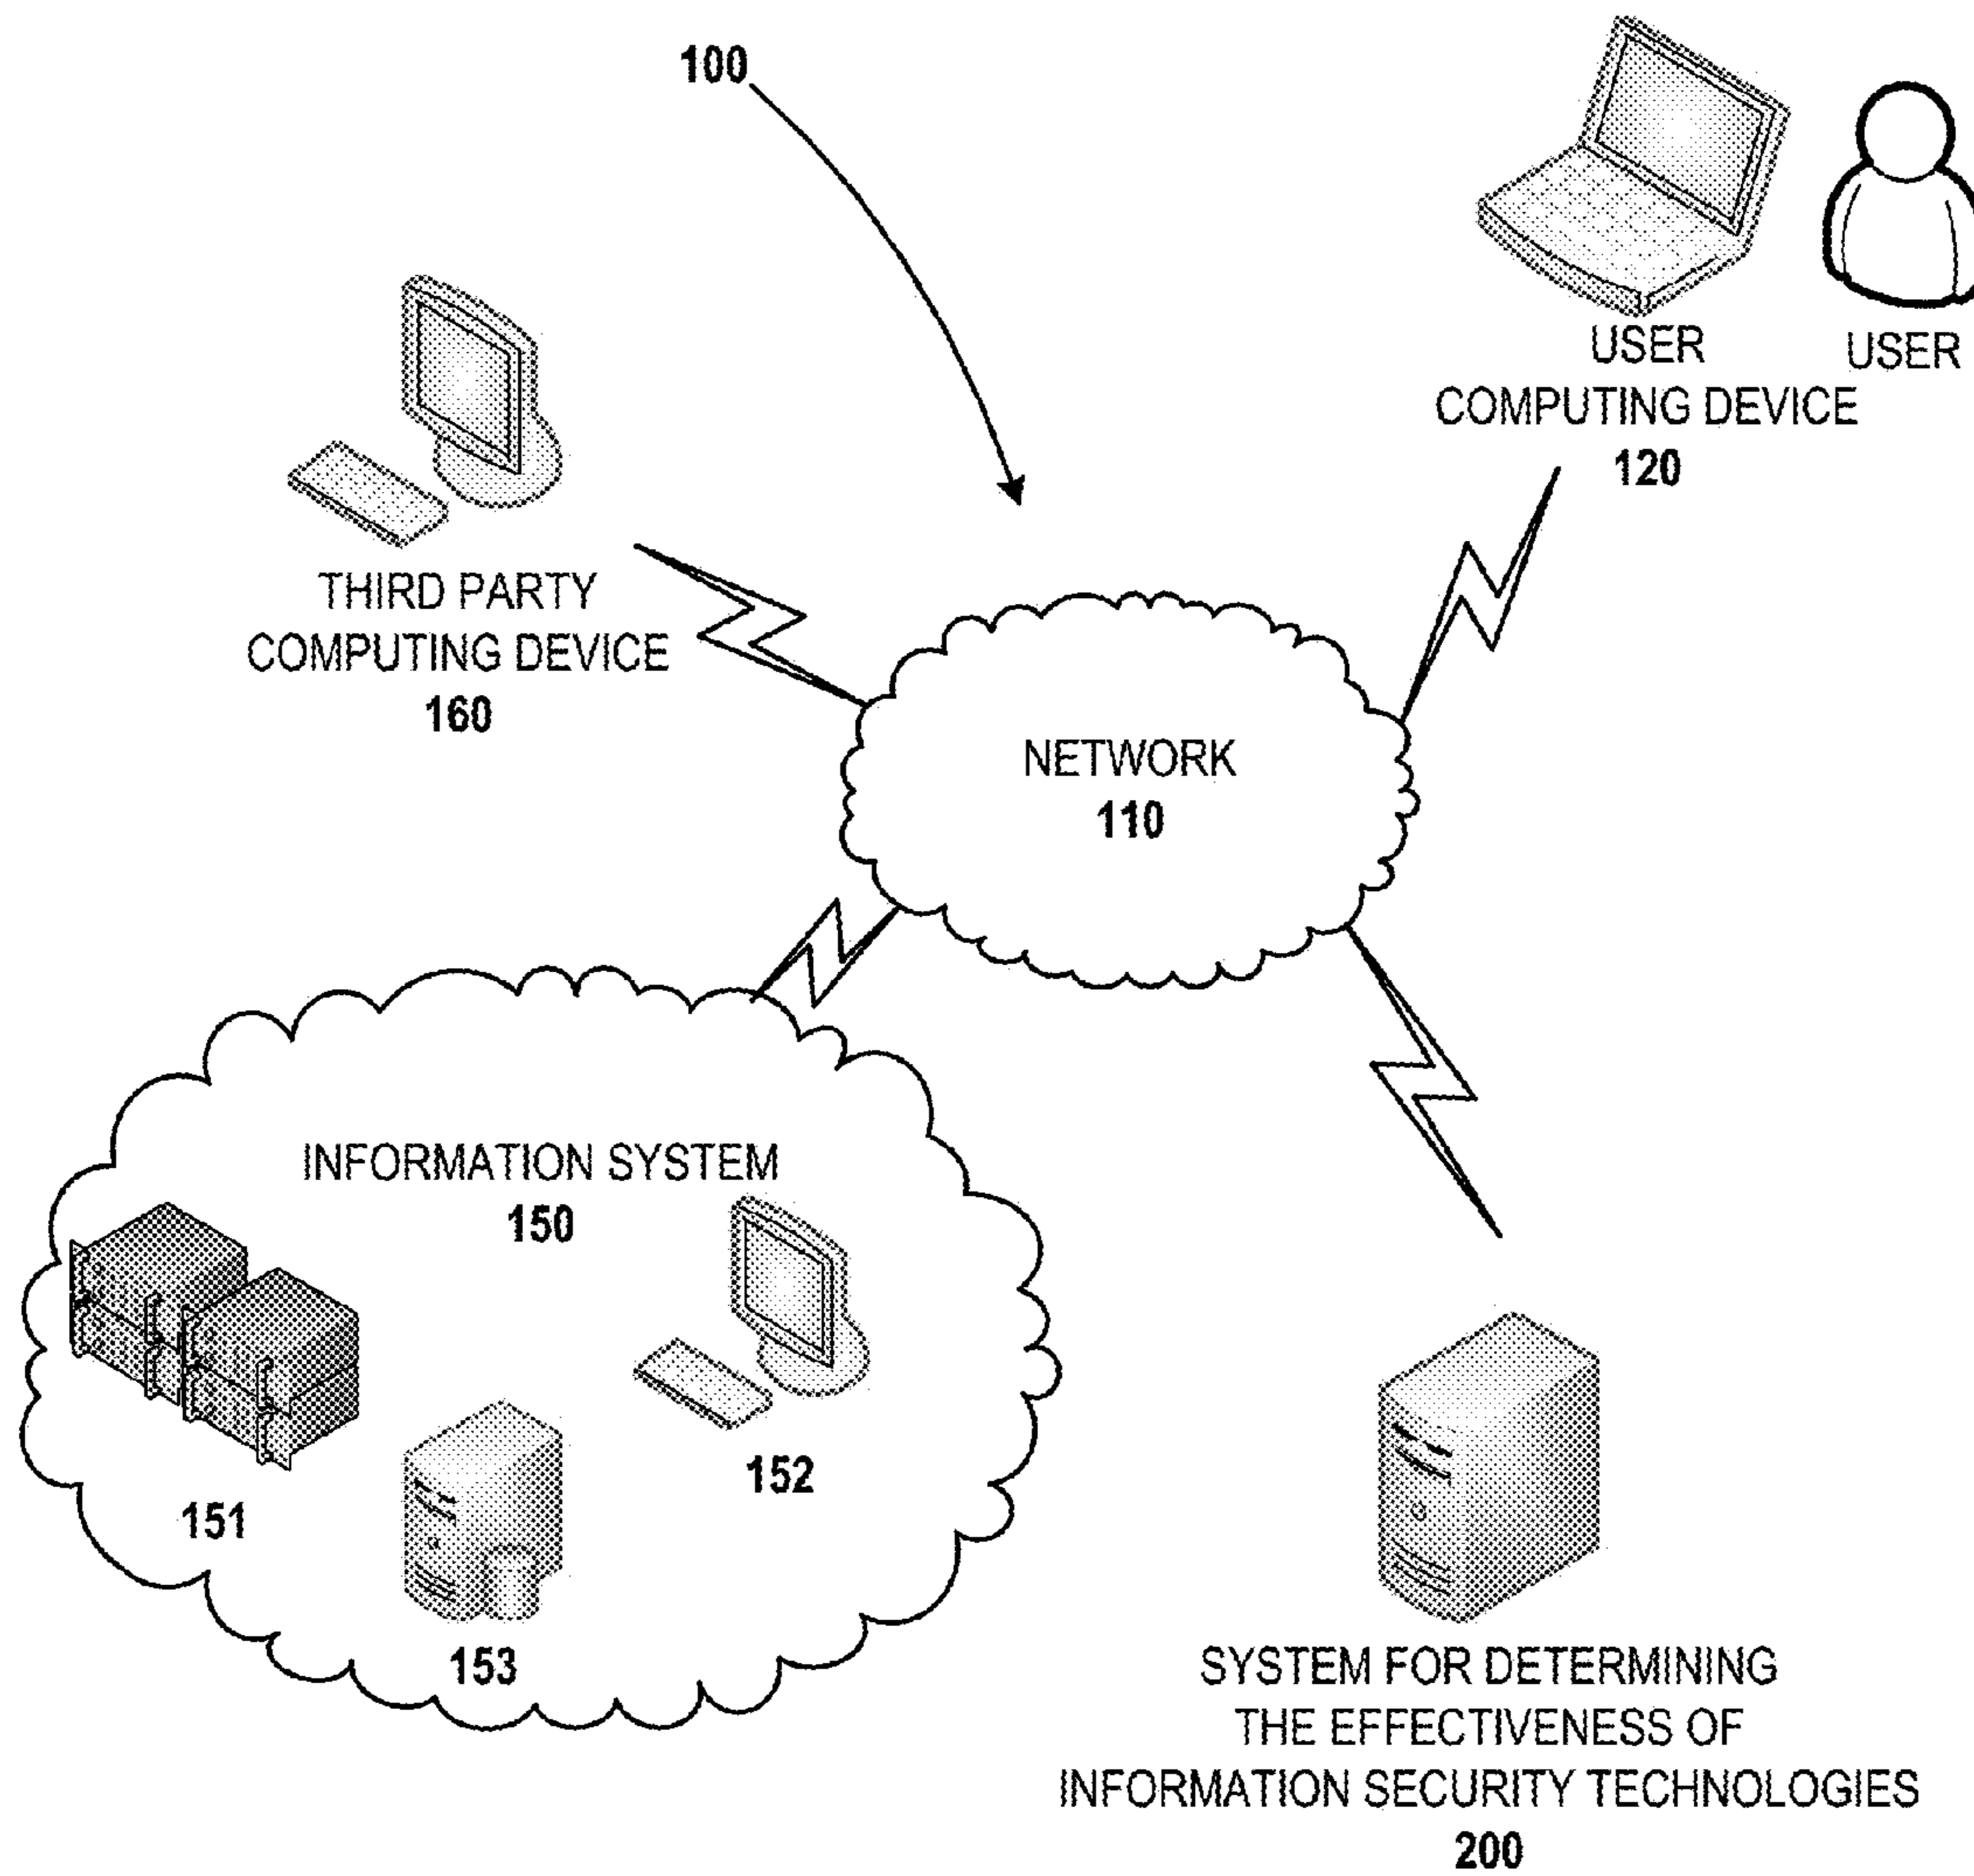 100
USER
COMPUTING DEVICE
120
USER
THIRD PARTY
COMPUTING DEVICE
160
NETWORK
110
INFORMATION SYSTEM
150
151
152
153
SYSTEM FOR DETERMINING
THE EFFECTIVENESS OF
INFORMATION SECURITY TECHNOLOGIES
200